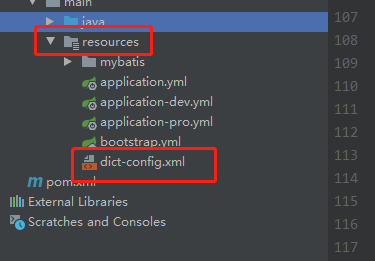 main
java
resources
mybatis
application.yml
application-dev.yml
application-pro.yml
bootstrap.yml
dict-config.xml
pom.xml
External Libraries
Scratches and Consoles
107
108
109
110
111
112
113
114
115
116
117